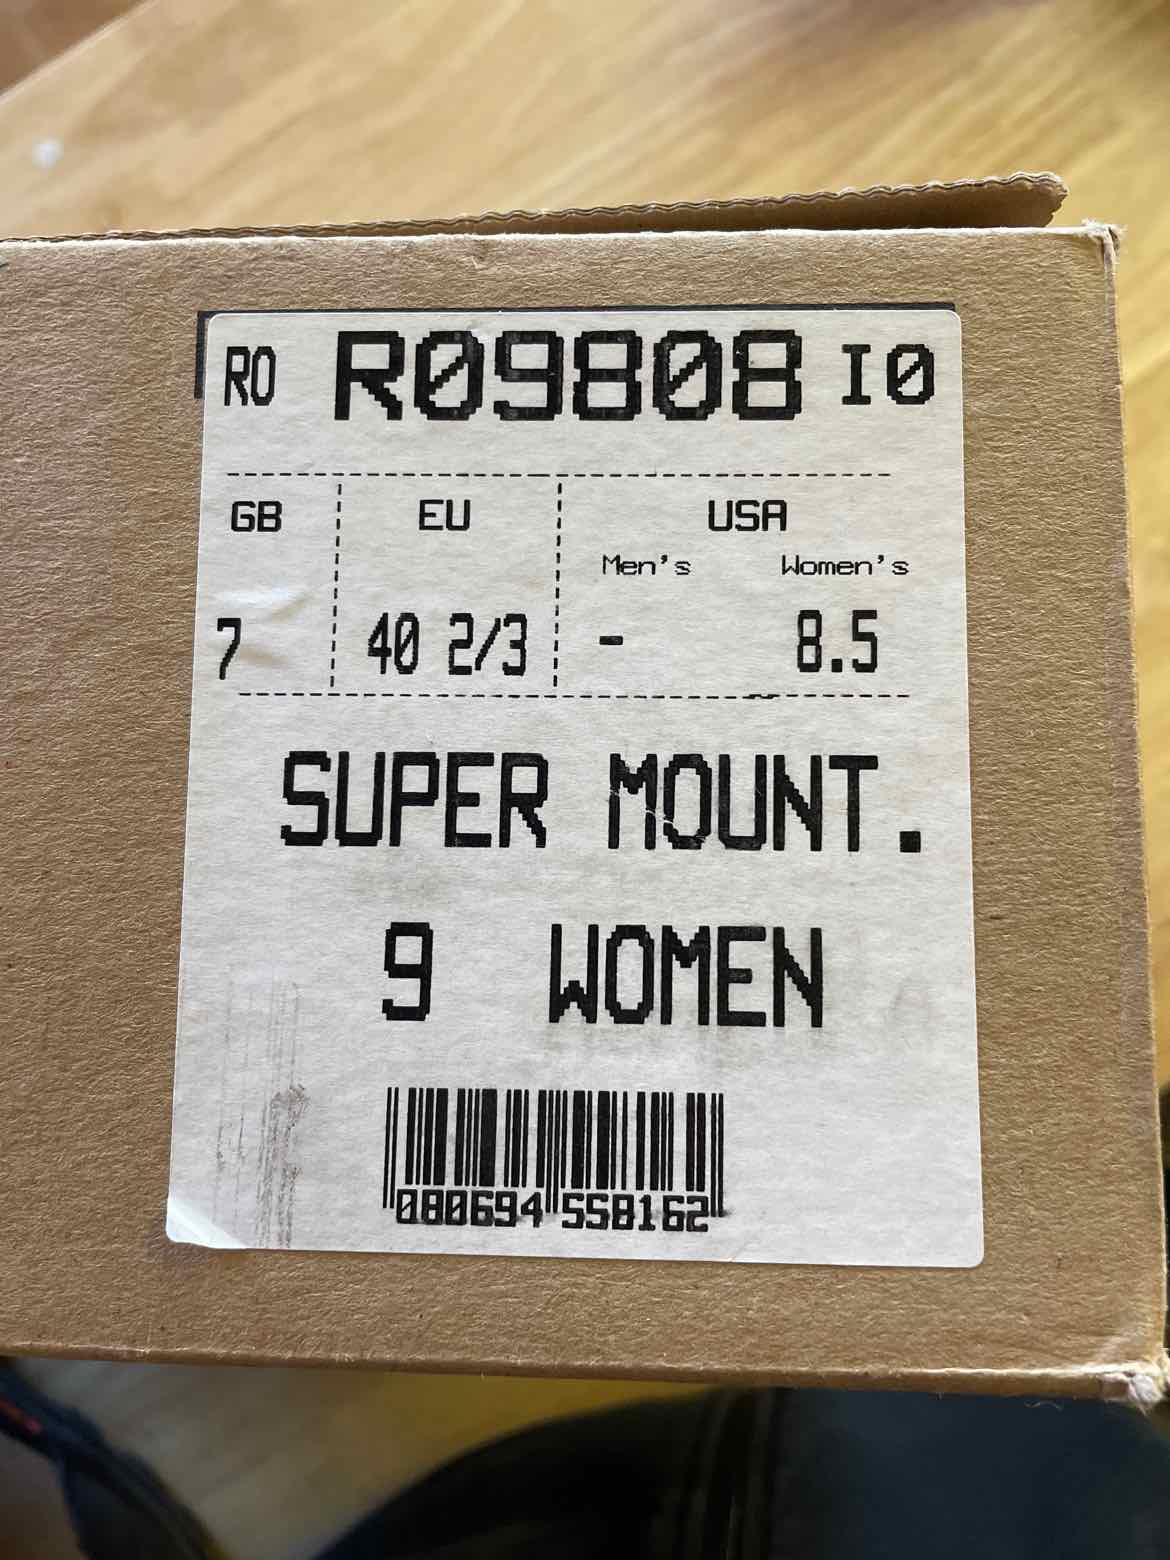 RO R09808 I0
GB EU USA
Men's Women's
7 40 2/3 - 8.5
SUPER MOUNT.
9 WOMEN
080694 558162